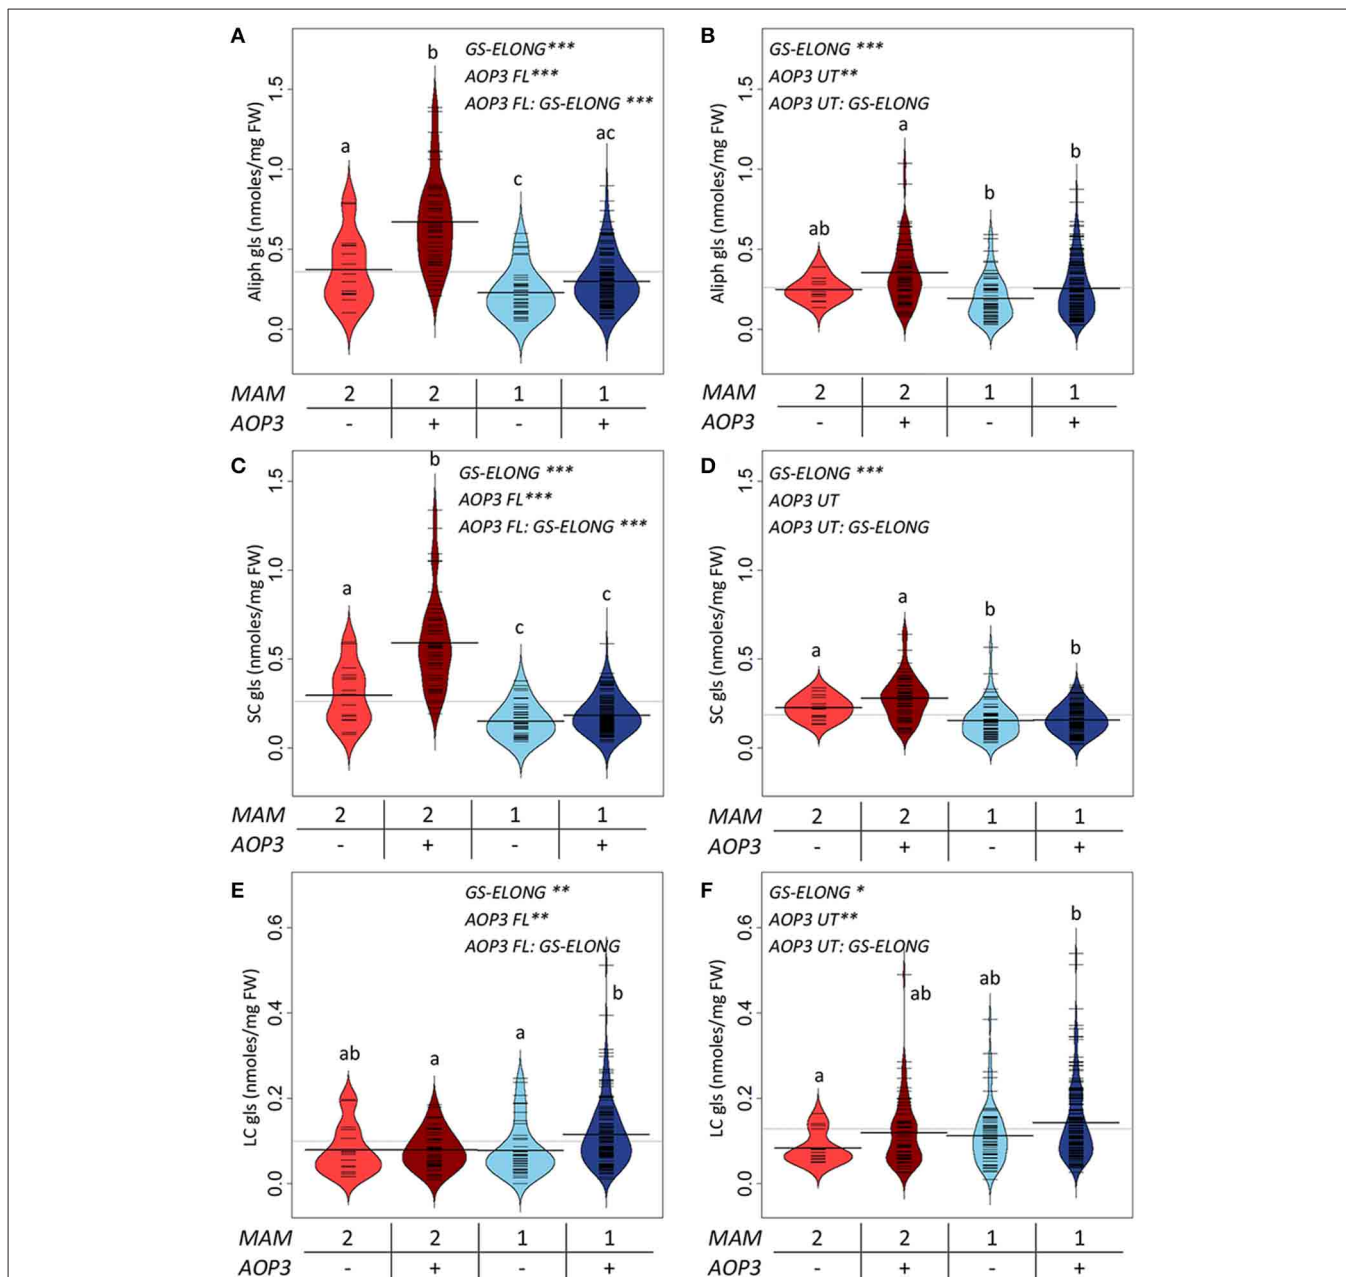 A
GS-ELONG***
AOP3 FL***
AOP3 FL: GS-ELONG ***
a
b
c
ac
Aliph gls (nmoles/mg FW)
1.5
1.0
0.5
0.0
MAM 2 2 1 1
AOP3 - + - +
B
GS-ELONG ***
AOP3 UT**
AOP3 UT: GS-ELONG
ab
a
b
b
Aliph gls (nmoles/mg FW)
1.5
1.0
0.5
0.0
MAM 2 2 1 1
AOP3 - + - +
C
GS-ELONG ***
AOP3 FL***
AOP3 FL: GS-ELONG ***
a
b
c
c
SC gls (nmoles/mg FW)
1.5
1.0
0.5
0.0
MAM 2 2 1 1
AOP3 - + - +
D
GS-ELONG ***
AOP3 UT
AOP3 UT: GS-ELONG
a
a
b
b
SC gls (nmoles/mg FW)
1.5
1.0
0.5
0.0
MAM 2 2 1 1
AOP3 - + - +
E
GS-ELONG **
AOP3 FL**
AOP3 FL: GS-ELONG
ab
a
a
b
LC gls (nmoles/mg FW)
0.6
0.4
0.2
0.0
MAM 2 2 1 1
AOP3 - + - +
F
GS-ELONG *
AOP3 UT**
AOP3 UT: GS-ELONG
a
ab
ab
b
LC gls (nmoles/mg FW)
0.6
0.4
0.2
0.0
MAM 2 2 1 1
AOP3 - + - +